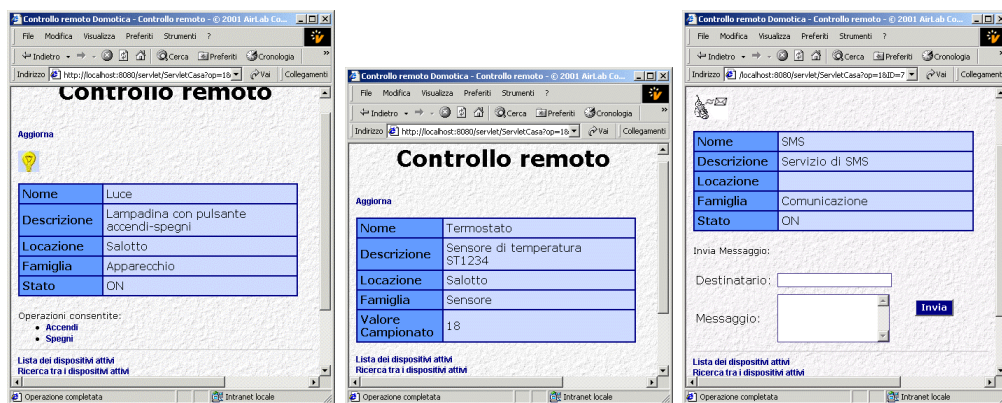 Controllo remoto Domotica - Controllo remoto - © 2001 AirLab Co...
File Modifica Visualizza Preferiti Strumenti ?
Indietro Cerca Preferiti Cronologia »
Indirizzo http://localhost:8080/servlet/ServletCasa?op=18 Vai Collegamenti
Controllo remoto
Aggiorna
Nome Luce
Descrizione Lampadina con pulsante
accendi-spegni
Locazione Salotto
Famiglia Apparecchio
Stato ON
Operazioni consentite:
• Accendi
• Spegni
Lista dei dispositivi attivi
Ricerca tra i dispositivi attivi
Operazione completata Intranet locale
Controllo remoto Domotica - Controllo remoto - © 2001 AirLab Co...
File Modifica Visualizza Preferiti Strumenti ?
Indietro Cerca Preferiti Cronologia »
Indirizzo http://localhost:8080/servlet/ServletCasa?op=18 Vai Collegamenti
Controllo remoto
Aggiorna
Nome Termostato
Descrizione Sensore di temperatura
ST1234
Locazione Salotto
Famiglia Sensore
Valore
Campionato 18
Lista dei dispositivi attivi
Ricerca tra i dispositivi attivi
Operazione completata Intranet locale
Controllo remoto Domotica - Controllo remoto - © 2001 AirLab Co...
File Modifica Visualizza Preferiti Strumenti ?
Indietro Cerca Preferiti Cronologia »
Indirizzo /localhost:8080/servlet/ServletCasa?op=18ID=7 Vai Collegament
Nome SMS
Descrizione Servizio di SMS
Locazione
Famiglia Comunicazione
Stato ON
Invia Messaggio:
Destinatario:
Messaggio:
Invia
Lista dei dispositivi attivi
Ricerca tra i dispositivi attivi
Operazione completata Intranet locale